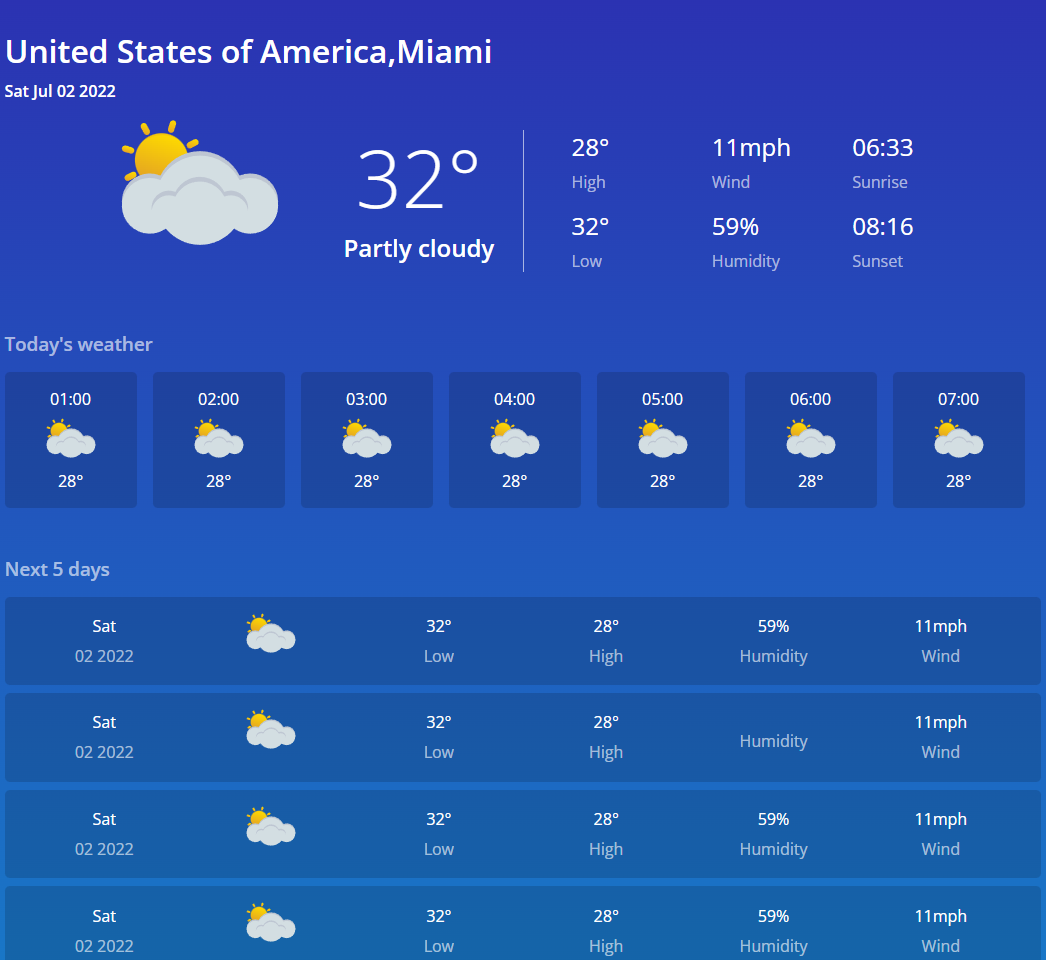 United States of America,Miami
Sat Jul 02 2022
32°
Partly cloudy
28° 11mph 06:33
High Wind Sunrise
32° 59% 08:16
Low Humidity Sunset
Today's weather
01:00 02:00 03:00 04:00 05:00 06:00 07:00
28° 28° 28° 28° 28° 28° 28°
Next 5 days
Sat 32° 28° 59% 11mph
02 2022 Low High Humidity Wind
Sat 32° 28° 11mph
02 2022 Low High Humidity Wind
Sat 32° 28° 59% 11mph
02 2022 Low High Humidity Wind
Sat 32° 28° 59% 11mph
02 2022 Low High Humidity Wind